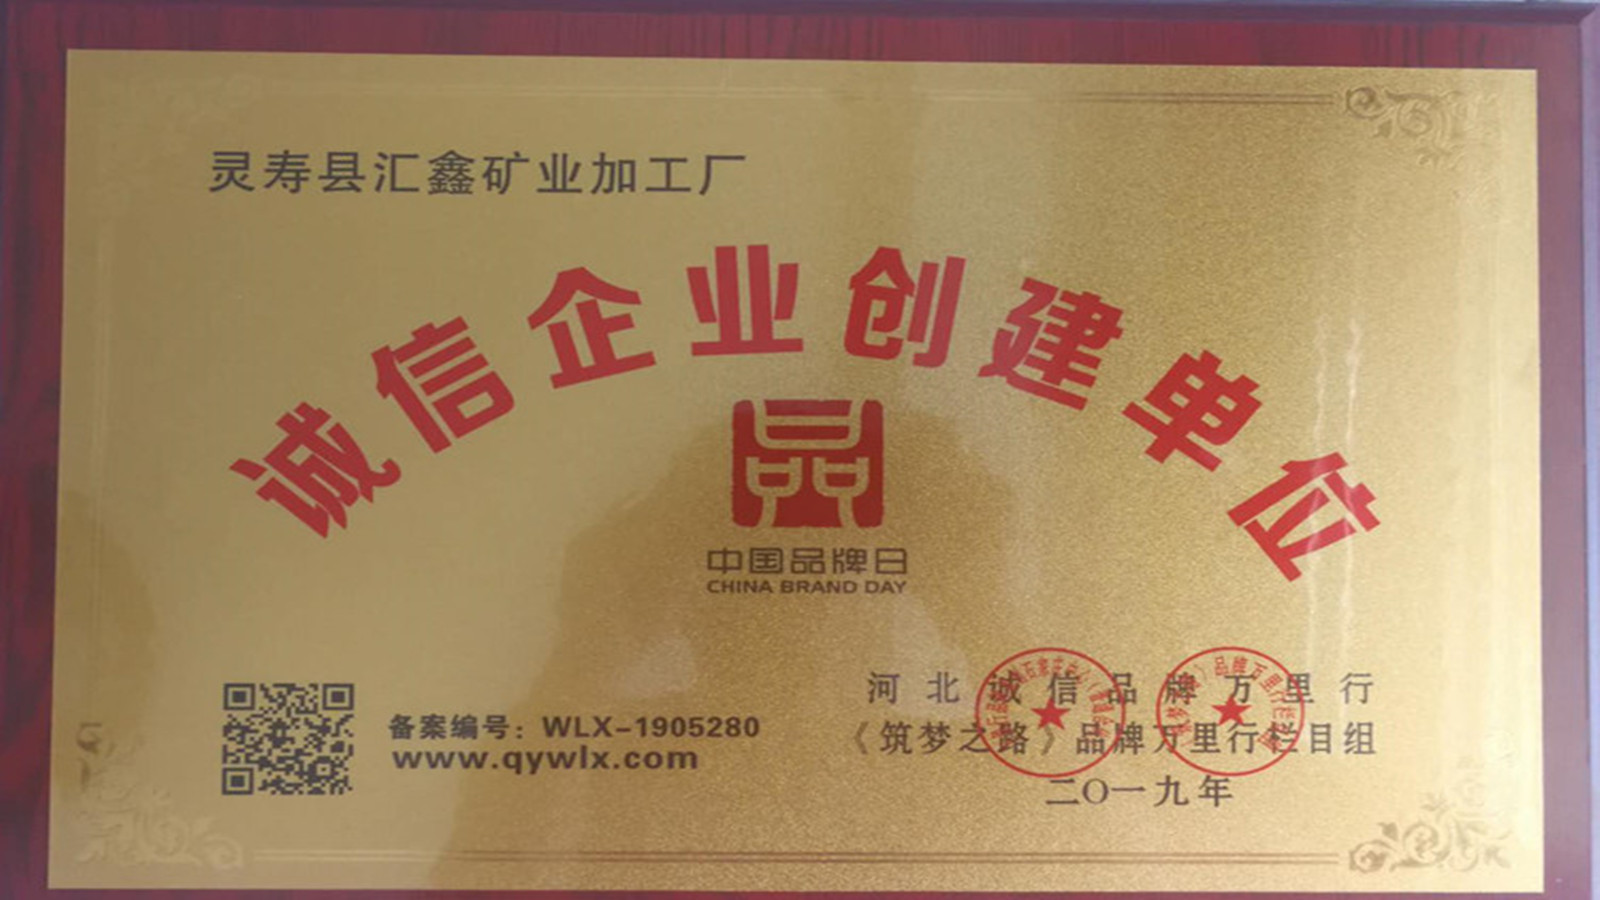 灵寿县汇鑫矿业加工厂
诚信企业创建单位
中国品牌日
CHINA BRAND DAY
备案编号：WLX-1905280
www.qywlx.com
河北诚信品牌万里行
《筑梦之路》品牌万里行栏目组
二〇一九年